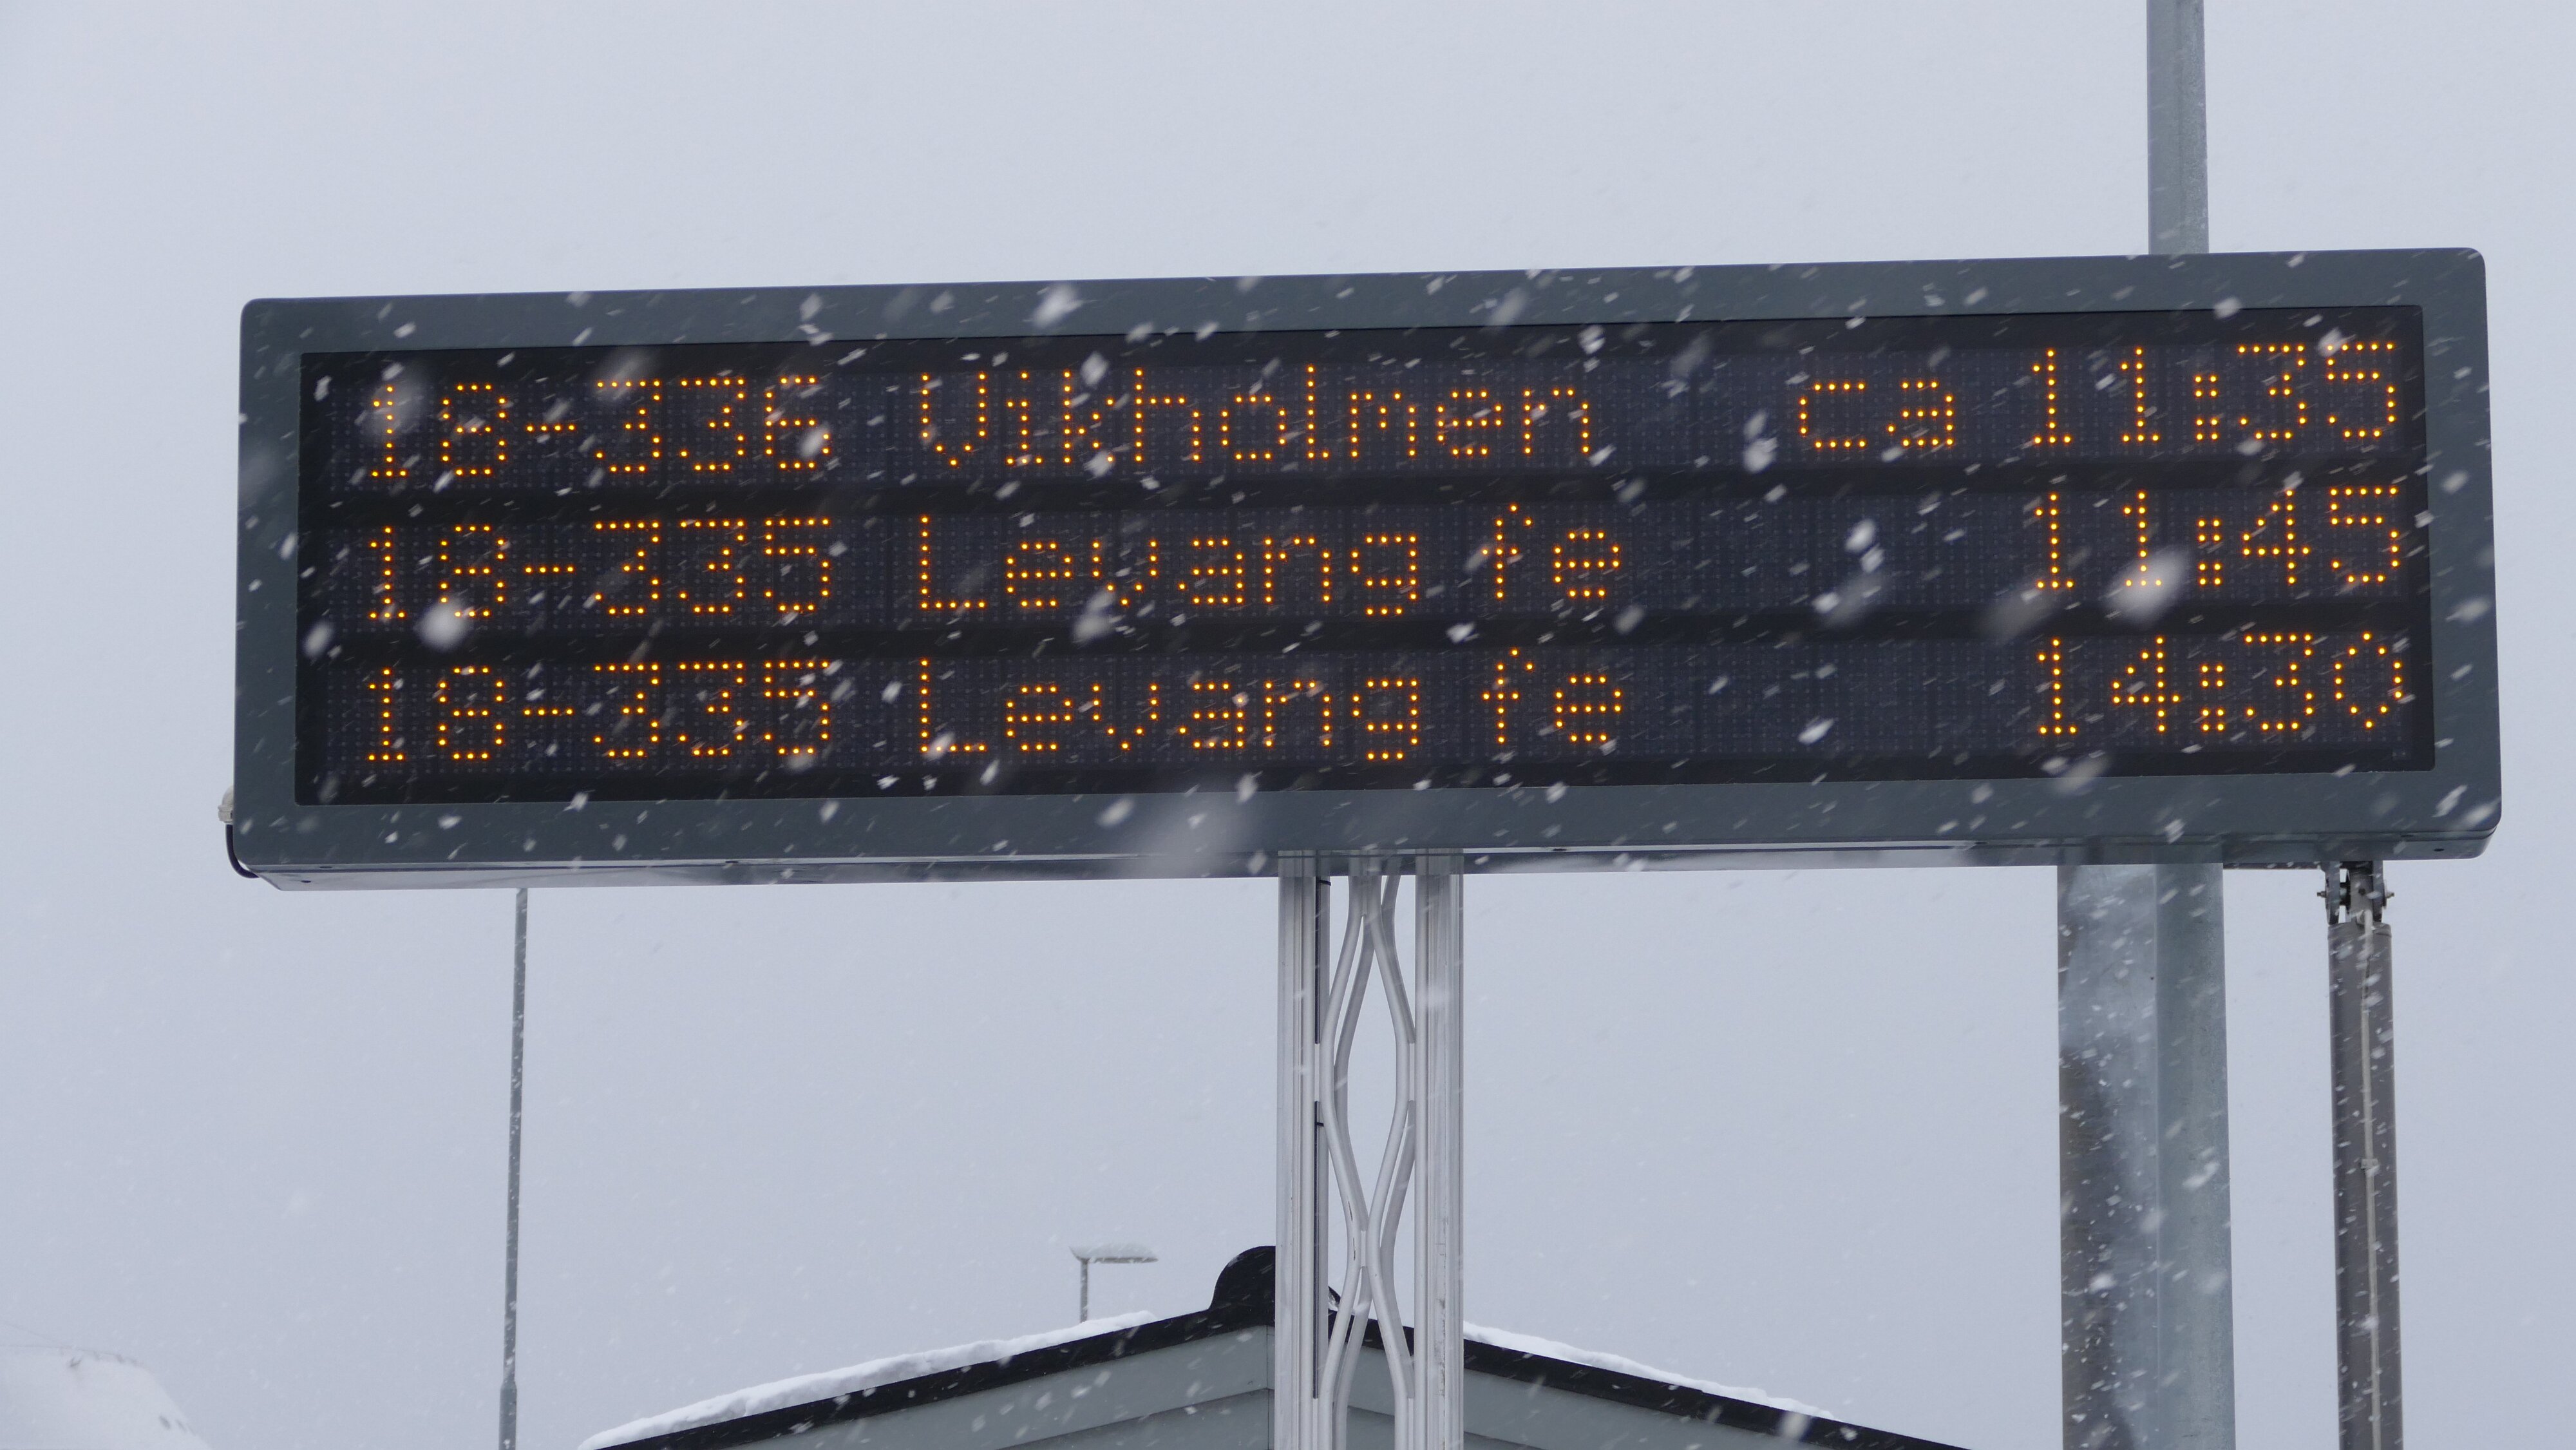 18-336 Vikholmen ca 11:35
18-335 Levang fe 11:45
18-335 Levang fe 14:30